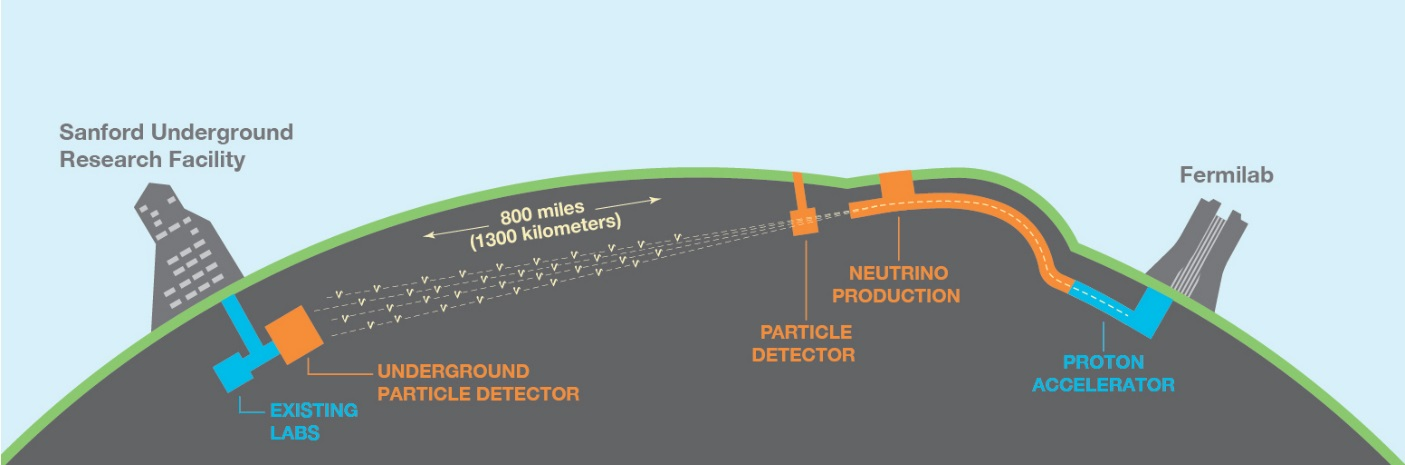 Sanford Underground
Research Facility
Fermilab
800 miles
(1300 kilometers)
NEUTRINO
PRODUCTION
PARTICLE
DETECTOR
PROTON
ACCELERATOR
UNDERGROUND
PARTICLE DETECTOR
EXISTING
LABS